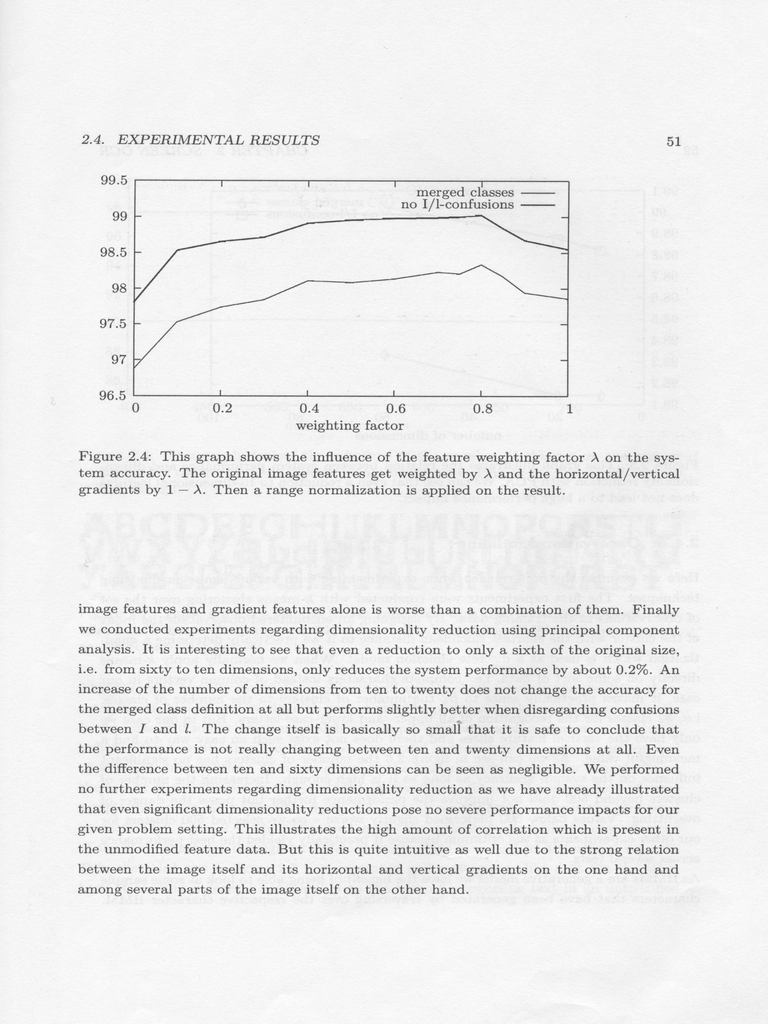 2.4. EXPERIMENTAL RESULTS 51
99.5
99
98.5
98
97.5
97
96.5
merged classes
no I/l-confusions
0 0.2 0.4 0.6 0.8 1
weighting factor
Figure 2.4: This graph shows the influence of the feature weighting factor λ on the sys-
tem accuracy. The original image features get weighted by λ and the horizontal/vertical
gradients by 1 − λ. Then a range normalization is applied on the result.
image features and gradient features alone is worse than a combination of them. Finally
we conducted experiments regarding dimensionality reduction using principal component
analysis. It is interesting to see that even a reduction to only a sixth of the original size,
i.e. from sixty to ten dimensions, only reduces the system performance by about 0.2%. An
increase of the number of dimensions from ten to twenty does not change the accuracy for
the merged class definition at all but performs slightly better when disregarding confusions
between I and l. The change itself is basically so small that it is safe to conclude that
the performance is not really changing between ten and twenty dimensions at all. Even
the difference between ten and sixty dimensions can be seen as negligible. We performed
no further experiments regarding dimensionality reduction as we have already illustrated
that even significant dimensionality reductions pose no severe performance impacts for our
given problem setting. This illustrates the high amount of correlation which is present in
the unmodified feature data. But this is quite intuitive as well due to the strong relation
between the image itself and its horizontal and vertical gradients on the one hand and
among several parts of the image itself on the other hand.